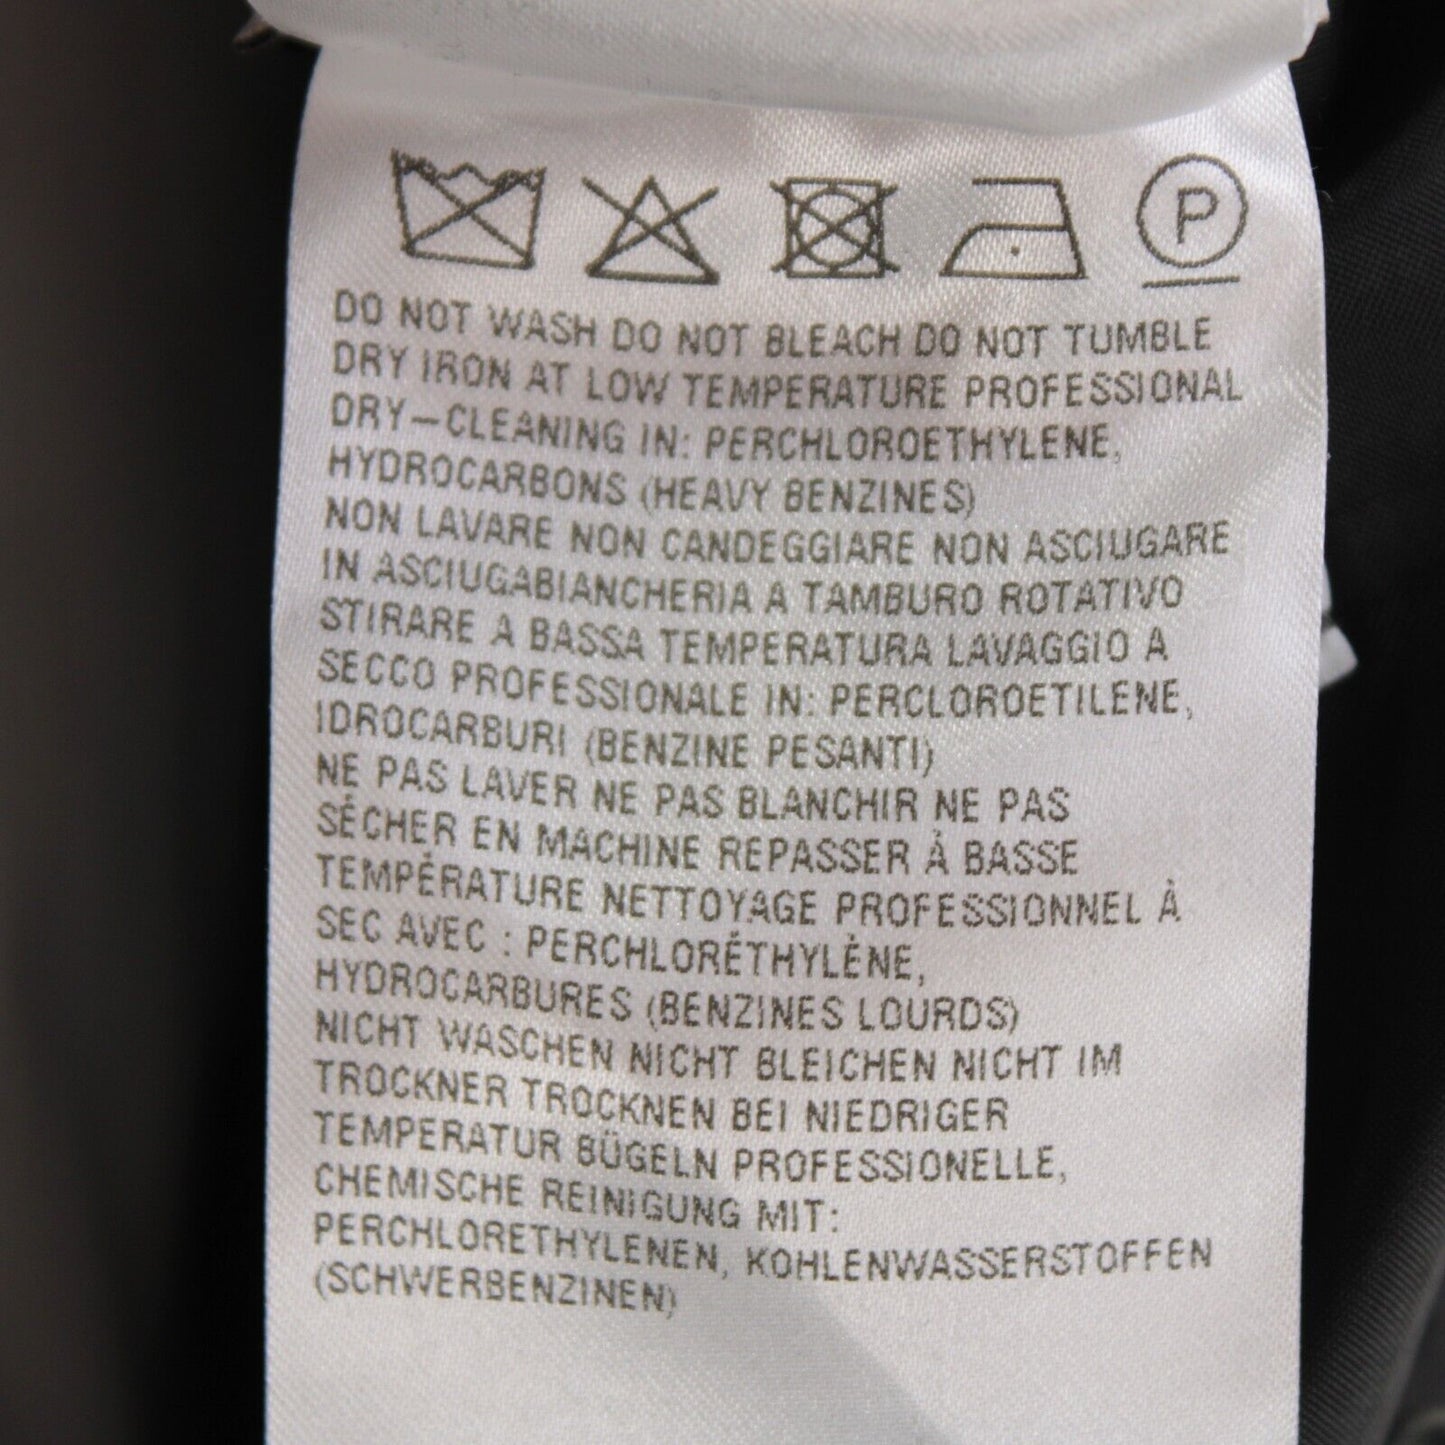 P
DO NOT WASH DO NOT BLEACH DO NOT TUMBLE
DRY IRON AT LOW TEMPERATURE PROFESSIONAL
DRY-CLEANING IN: PERCHLOROETHYLENE,
HYDROCARBONS (HEAVY BENZINES)
NON LAVARE NON CANDEGGIARE NON ASCIUGARE
IN ASCIUGABIANCHERIA A TAMBURO ROTATIVO
STIRARE A BASSA TEMPERATURA LAVAGGIO A
SECCO PROFESSIONALE IN: PERCLOROETILENE,
IDROCARBURI (BENZINE PESANTI)
NE PAS LAVER NE PAS BLANCHIR NE PAS
SÉCHER EN MACHINE REPASSER À BASSE
TEMPÉRATURE NETTOYAGE PROFESSIONNEL À
SEC AVEC : PERCHLORÉTHYLÈNE,
HYDROCARBURES (BENZINES LOURDS)
NICHT WASCHEN NICHT BLEICHEN NICHT IM
TROCKNER TROCKNEN BEI NIEDRIGER
TEMPERATUR BÜGELN PROFESSIONELLE,
CHEMISCHE REINIGUNG MIT:
PERCHLORETHYLENEN, KOHLENWASSERSTOFFEN
(SCHWERBENZINEN)